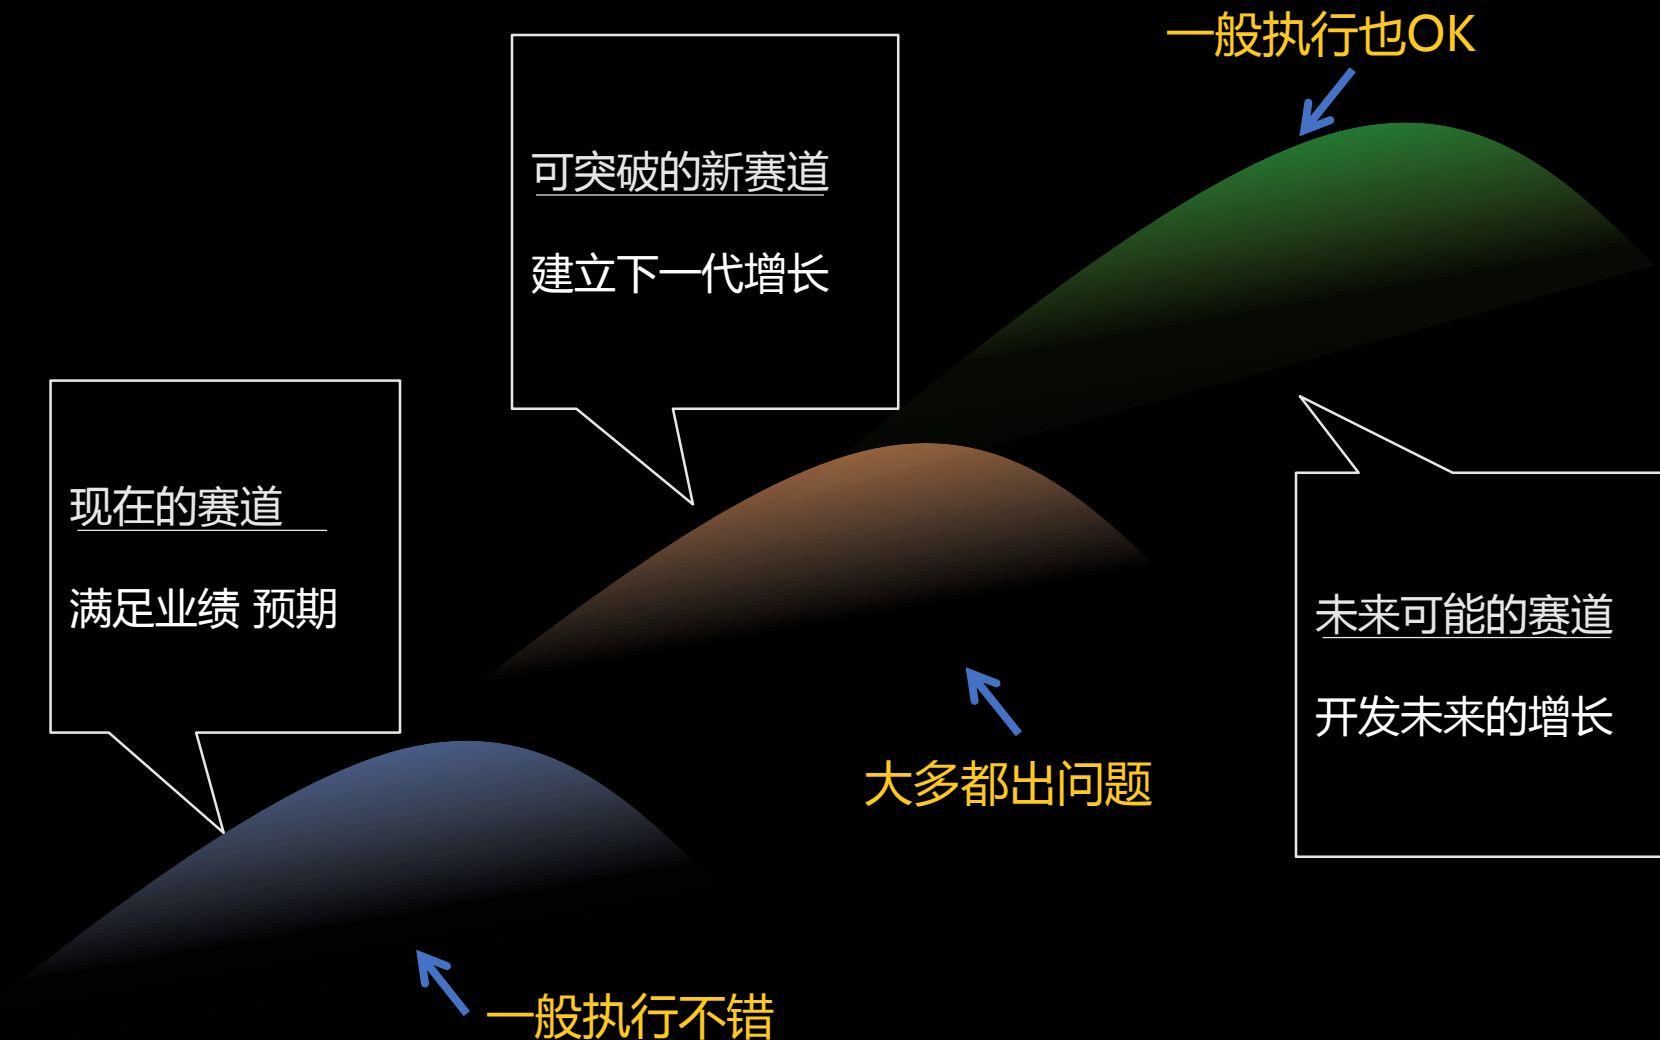 一般执行也OK
可突破的新赛道
建立下一代增长
现在的赛道
满足业绩 预期
未来可能的赛道
开发未来的增长
大多都出问题
一般执行不错